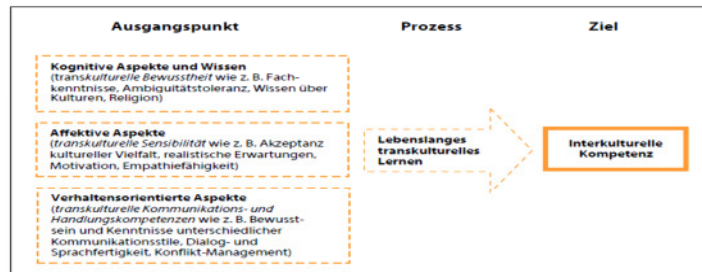 Ausgangspunkt Prozess Ziel
Kognitive Aspekte und Wissen
(transkulturelle Bewusstheit wie z. B. Fach-
kenntnisse, Ambiguitätstoleranz, Wissen über
Kulturen, Religion)
Affektive Aspekte
(transkulturelle Sensibilität wie z. B. Akzeptanz
kultureller Vielfalt, realistische Erwartungen,
Motivation, Empathiefähigkeit)
Verhaltensorientierte Aspekte
(transkulturelle Kommunikations- und
Handlungskompetenzen wie z. B. Bewusst-
sein und Kenntnisse unterschiedlicher
Kommunikationsstile, Dialog- und
Sprachfertigkeit, Konflikt-Management)
Lebenslanges
transkulturelles
Lernen
Interkulturelle
Kompetenz